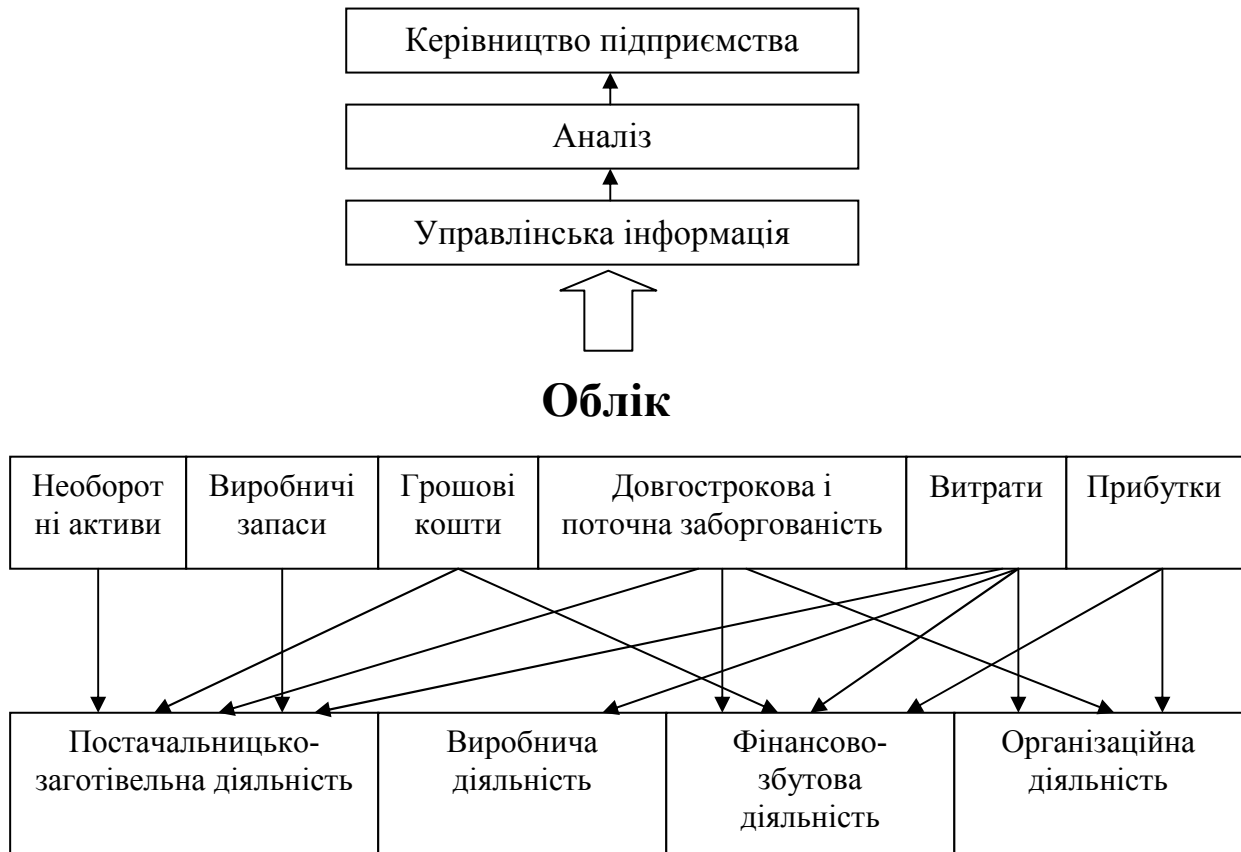 Керівництво підприємства
Аналіз
Управлінська інформація
Облік
Необорот
ні активи
Виробничі
запаси
Грошові
кошти
Довгострокова і
поточна заборгованість
Витрати
Прибутки
Постачальницько-
заготівельна діяльність
Виробнича
діяльність
Фінансово-
збутова
діяльність
Організаційна
діяльність